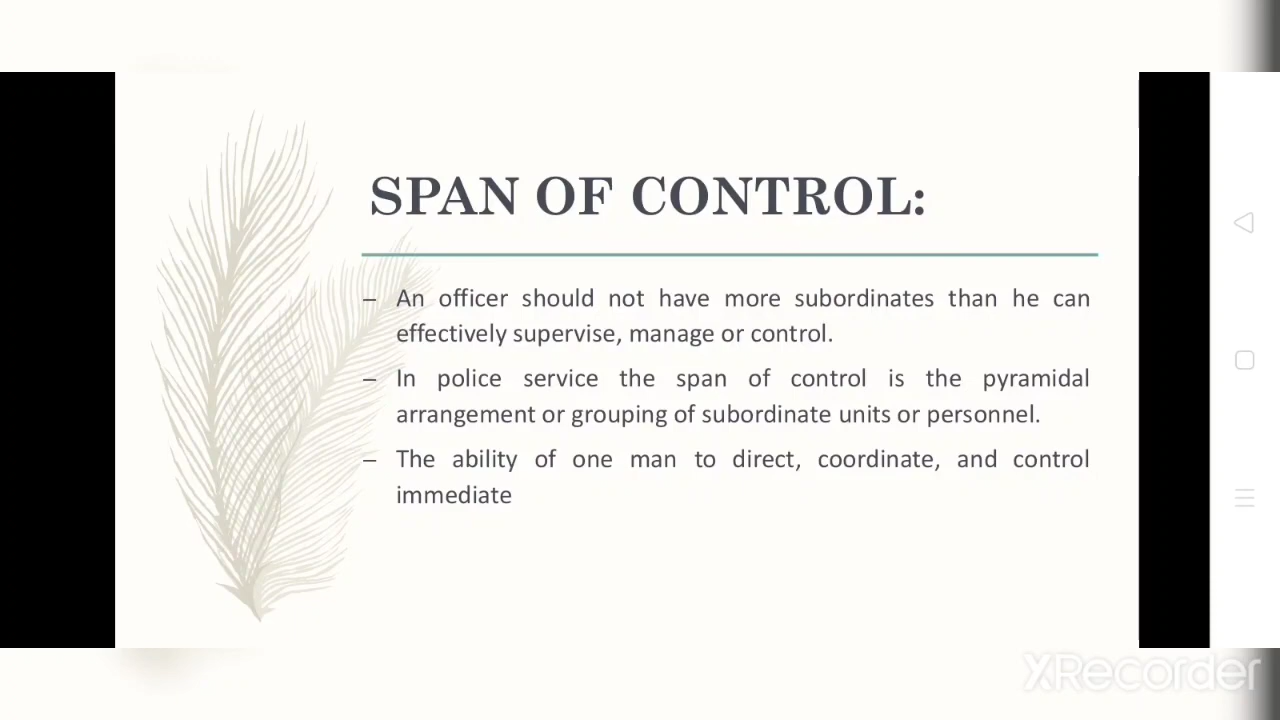 SPAN OF CONTROL:
– An officer should not have more subordinates than he can
effectively supervise, manage or control.
– In police service the span of control is the pyramidal
arrangement or grouping of subordinate units or personnel.
– The ability of one man to direct, coordinate, and control
immediate
XRecorder